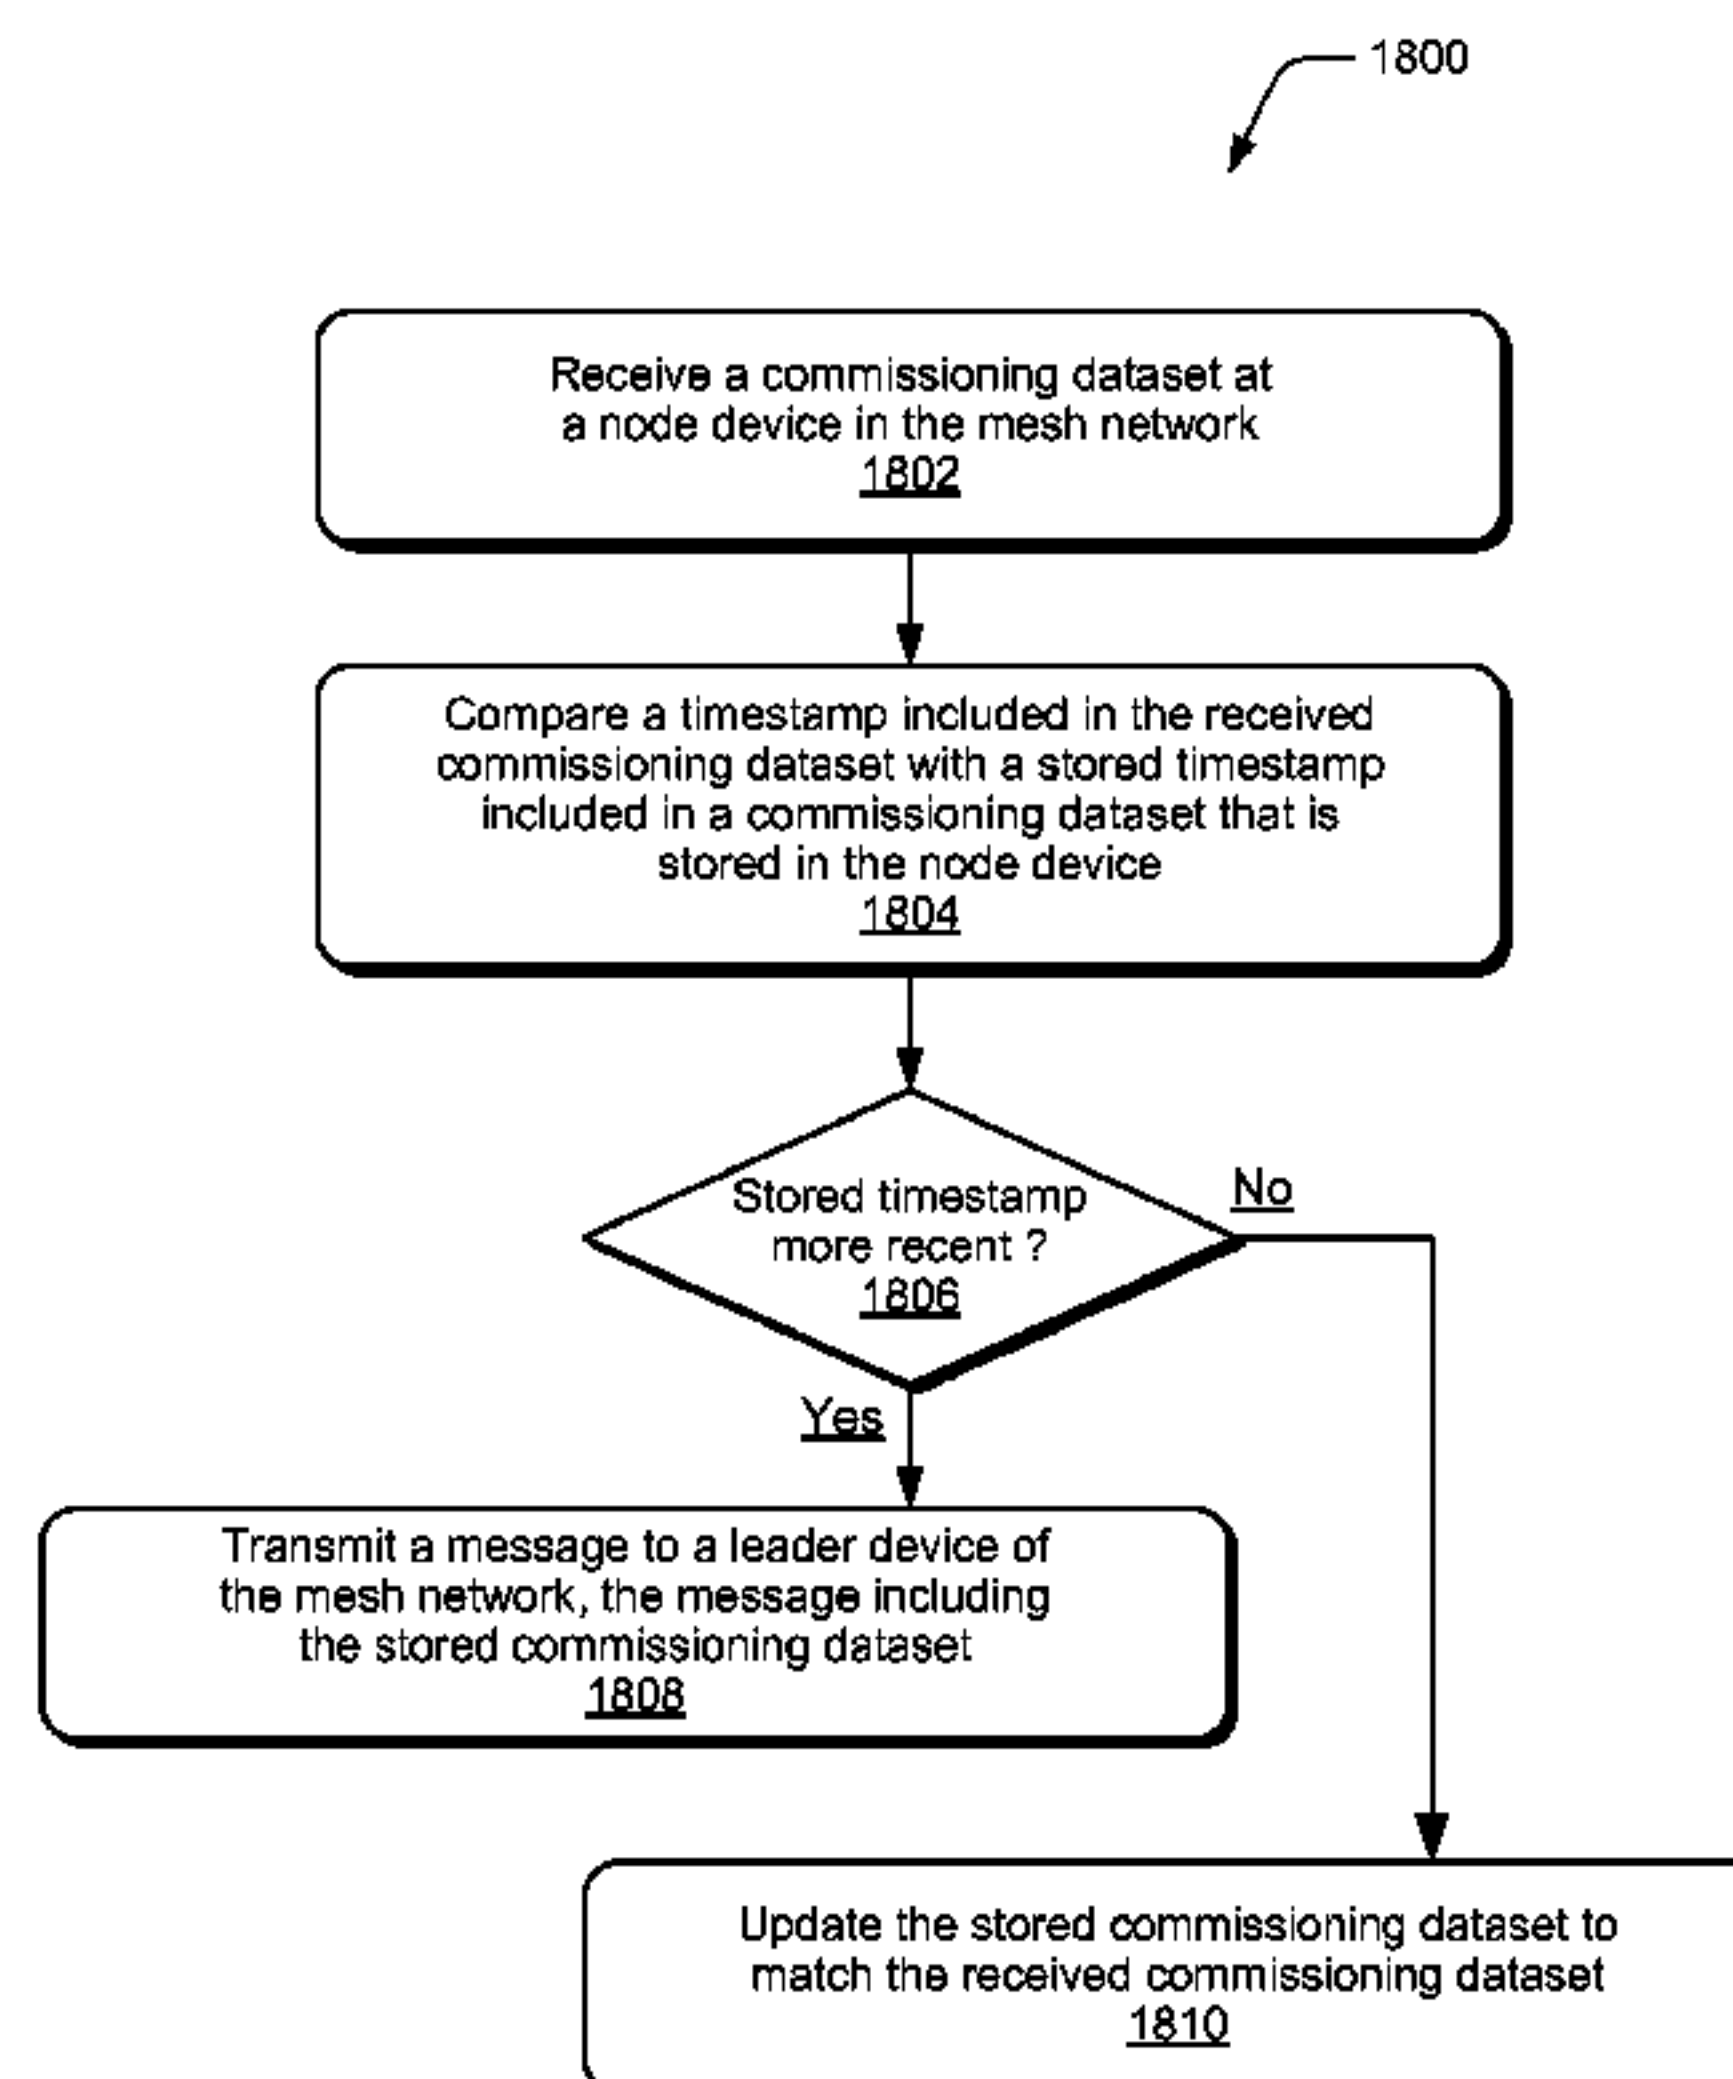 1800
Receive a commissioning dataset at
a node device in the mesh network
1802
Compare a timestamp included in the received
commissioning dataset with a stored timestamp
included in a commissioning dataset that is
stored in the node device
1804
Stored timestamp
more recent ?
1806
No
Yes
Transmit a message to a leader device of
the mesh network, the message including
the stored commissioning dataset
1808
Update the stored commissioning dataset to
match the received commissioning dataset
1810